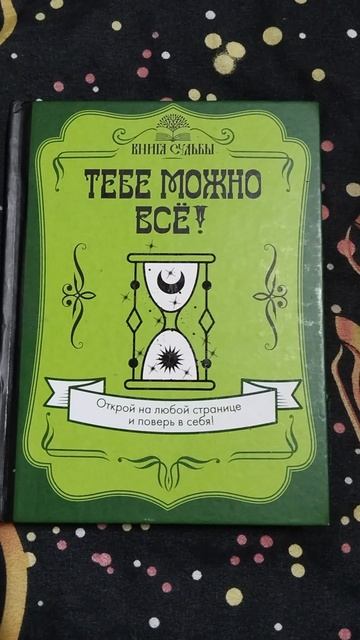 КНИГА СУДЬБЫ
ТЕБЕ МОЖНО
ВСЁ!
Открой на любой странице
и поверь в себя!